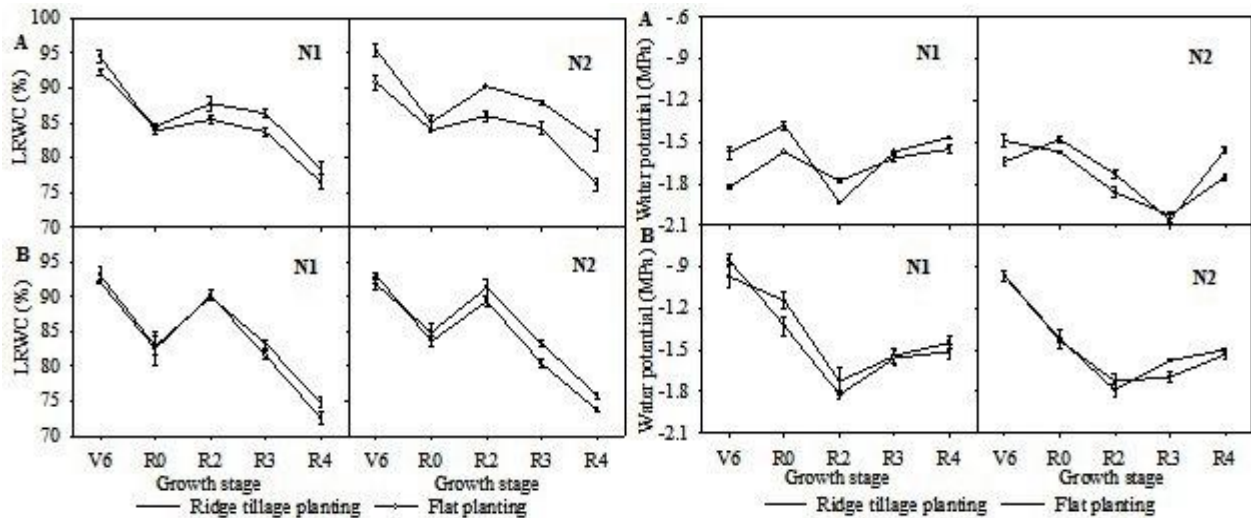 A
LRWC (%)
100
95
90
85
80
75
70
N1
N2
B
LRWC (%)
95
90
85
80
75
70
N1
N2
V6 R0 R2 R3 R4 V6 R0 R2 R3 R4
Growth stage Growth stage
Ridge tillage planting Flat planting
A
Water potential (MPa)
-.6
-.9
-1.2
-1.5
-1.8
-2.1
N1
N2
B
Water potential (MPa)
-.9
-1.2
-1.5
-1.8
-2.1
N1
N2
V6 R0 R2 R3 R4 V6 R0 R2 R3 R4
Growth stage Growth stage
Ridge tillage planting Flat planting